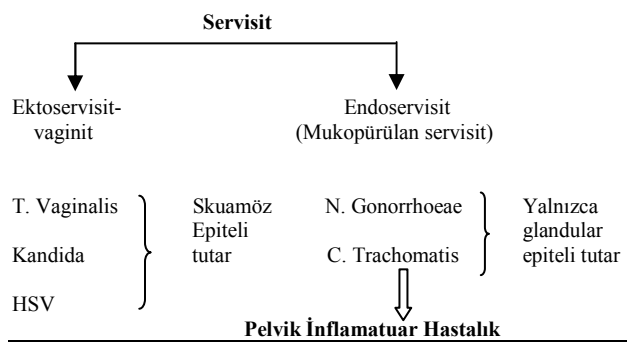 Servisit
Ektoservisit-
vaginit
Endoservisit
(Mukopürülan servisit)
T. Vaginalis
Kandida
HSV
Skuamöz
Epiteli
tutar
N. Gonorrhoeae
C. Trachomatis
Yalnızca
glandular
epiteli tutar
Pelvik İnflamatuar Hastalık